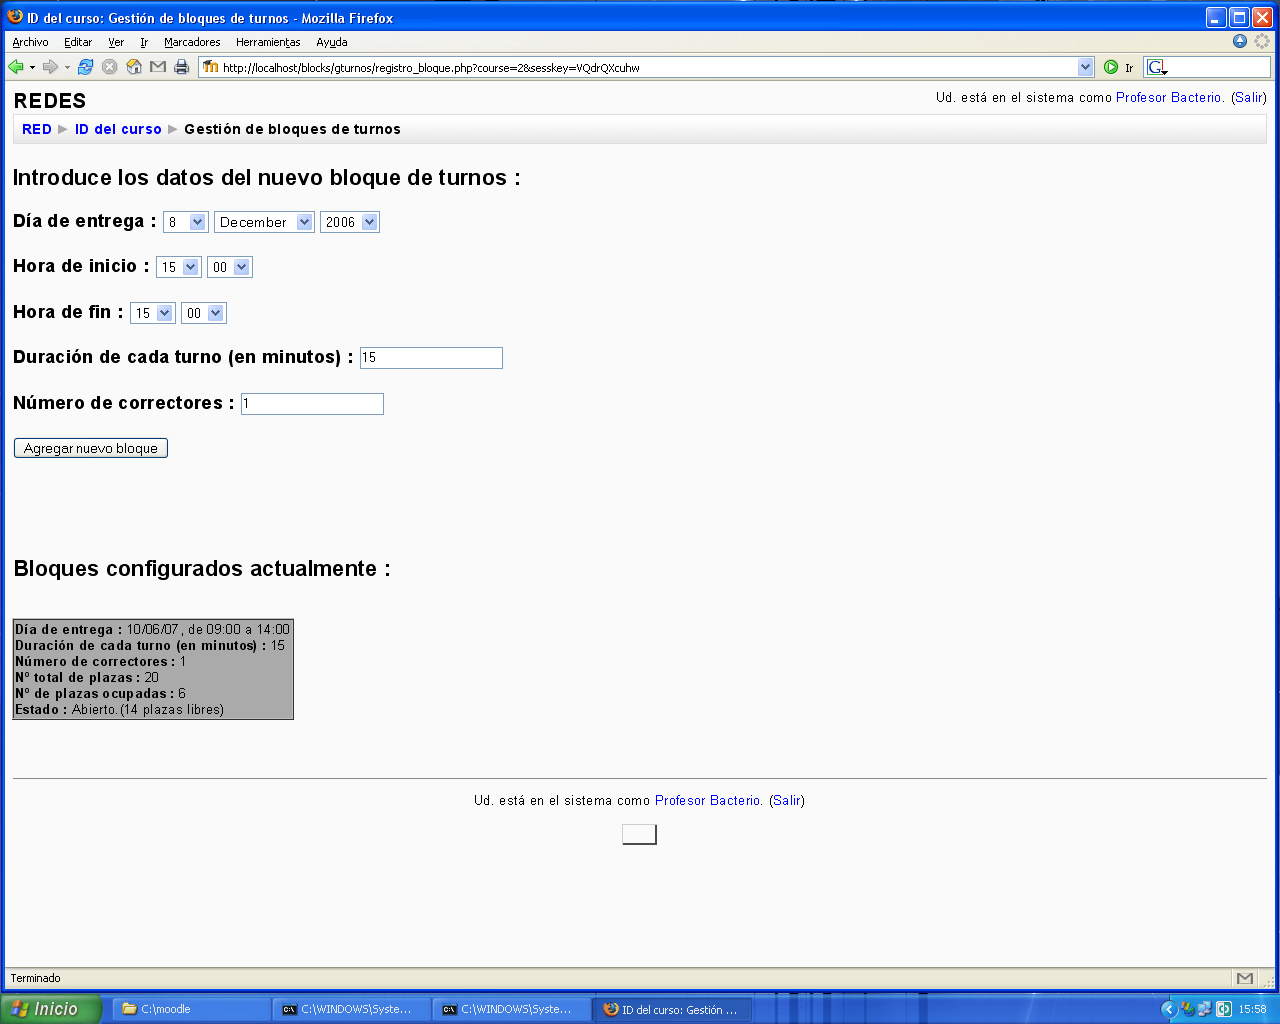 ID del curso: Gestión de bloques de turnos - Mozilla Firefox
Archivo Editar Ver Ir Marcadores Herramientas Ayuda
http://localhost/blocks/gturnos/registro_bloque.php?course=2&sesskey=VQdrQXcuhw Ir G
REDES
Ud. está en el sistema como Profesor Bacterio. (Salir)
RED ► ID del curso ► Gestión de bloques de turnos
Introduce los datos del nuevo bloque de turnos :
Día de entrega : 8 December 2006
Hora de inicio : 15 00
Hora de fin : 15 00
Duración de cada turno (en minutos) : 15
Número de correctores : 1
Agregar nuevo bloque
Bloques configurados actualmente :
Día de entrega : 10/06/07, de 09:00 a 14:00
Duración de cada turno (en minutos) : 15
Número de correctores : 1
Nº total de plazas : 20
Nº de plazas ocupadas : 6
Estado : Abierto.(14 plazas libres)
Ud. está en el sistema como Profesor Bacterio. (Salir)
Terminado
Inicio C:\moodle C:\WINDOWS\Syste... C:\WINDOWS\Syste... ID del curso: Gestión ... 15:58